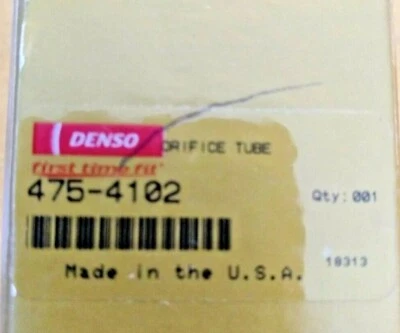 DENSO ORIFICE TUBE
first time fit®
475-4102 Qty: 001
Made in the U.S.A.
18313